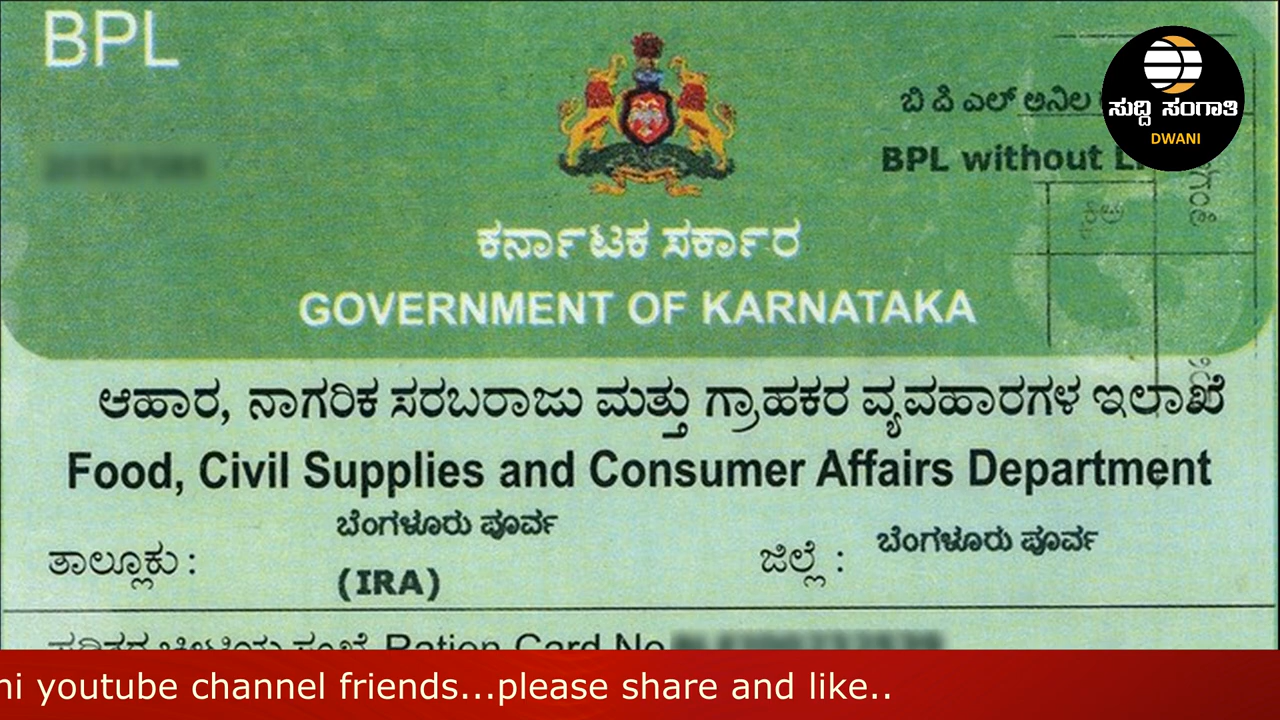 BPL
ಸುದ್ದಿ ಸಂಗಾತಿ
DWANI
ಬಿ ಪಿ ಎಲ್ ಅನಿಲ
BPL without
ಕರ್ನಾಟಕ ಸರ್ಕಾರ
GOVERNMENT OF KARNATAKA
ಆಹಾರ, ನಾಗರಿಕ ಸರಬರಾಜು ಮತ್ತು ಗ್ರಾಹಕರ ವ್ಯವಹಾರಗಳ ಇಲಾಖೆ
Food, Civil Supplies and Consumer Affairs Department
ತಾಲ್ಲೂಕು : ಬೆಂಗಳೂರು ಪೂರ್ವ ಜಿಲ್ಲೆ : ಬೆಂಗಳೂರು ಪೂರ್ವ
(IRA)
Ration Card No
youtube channel friends...please share and like..